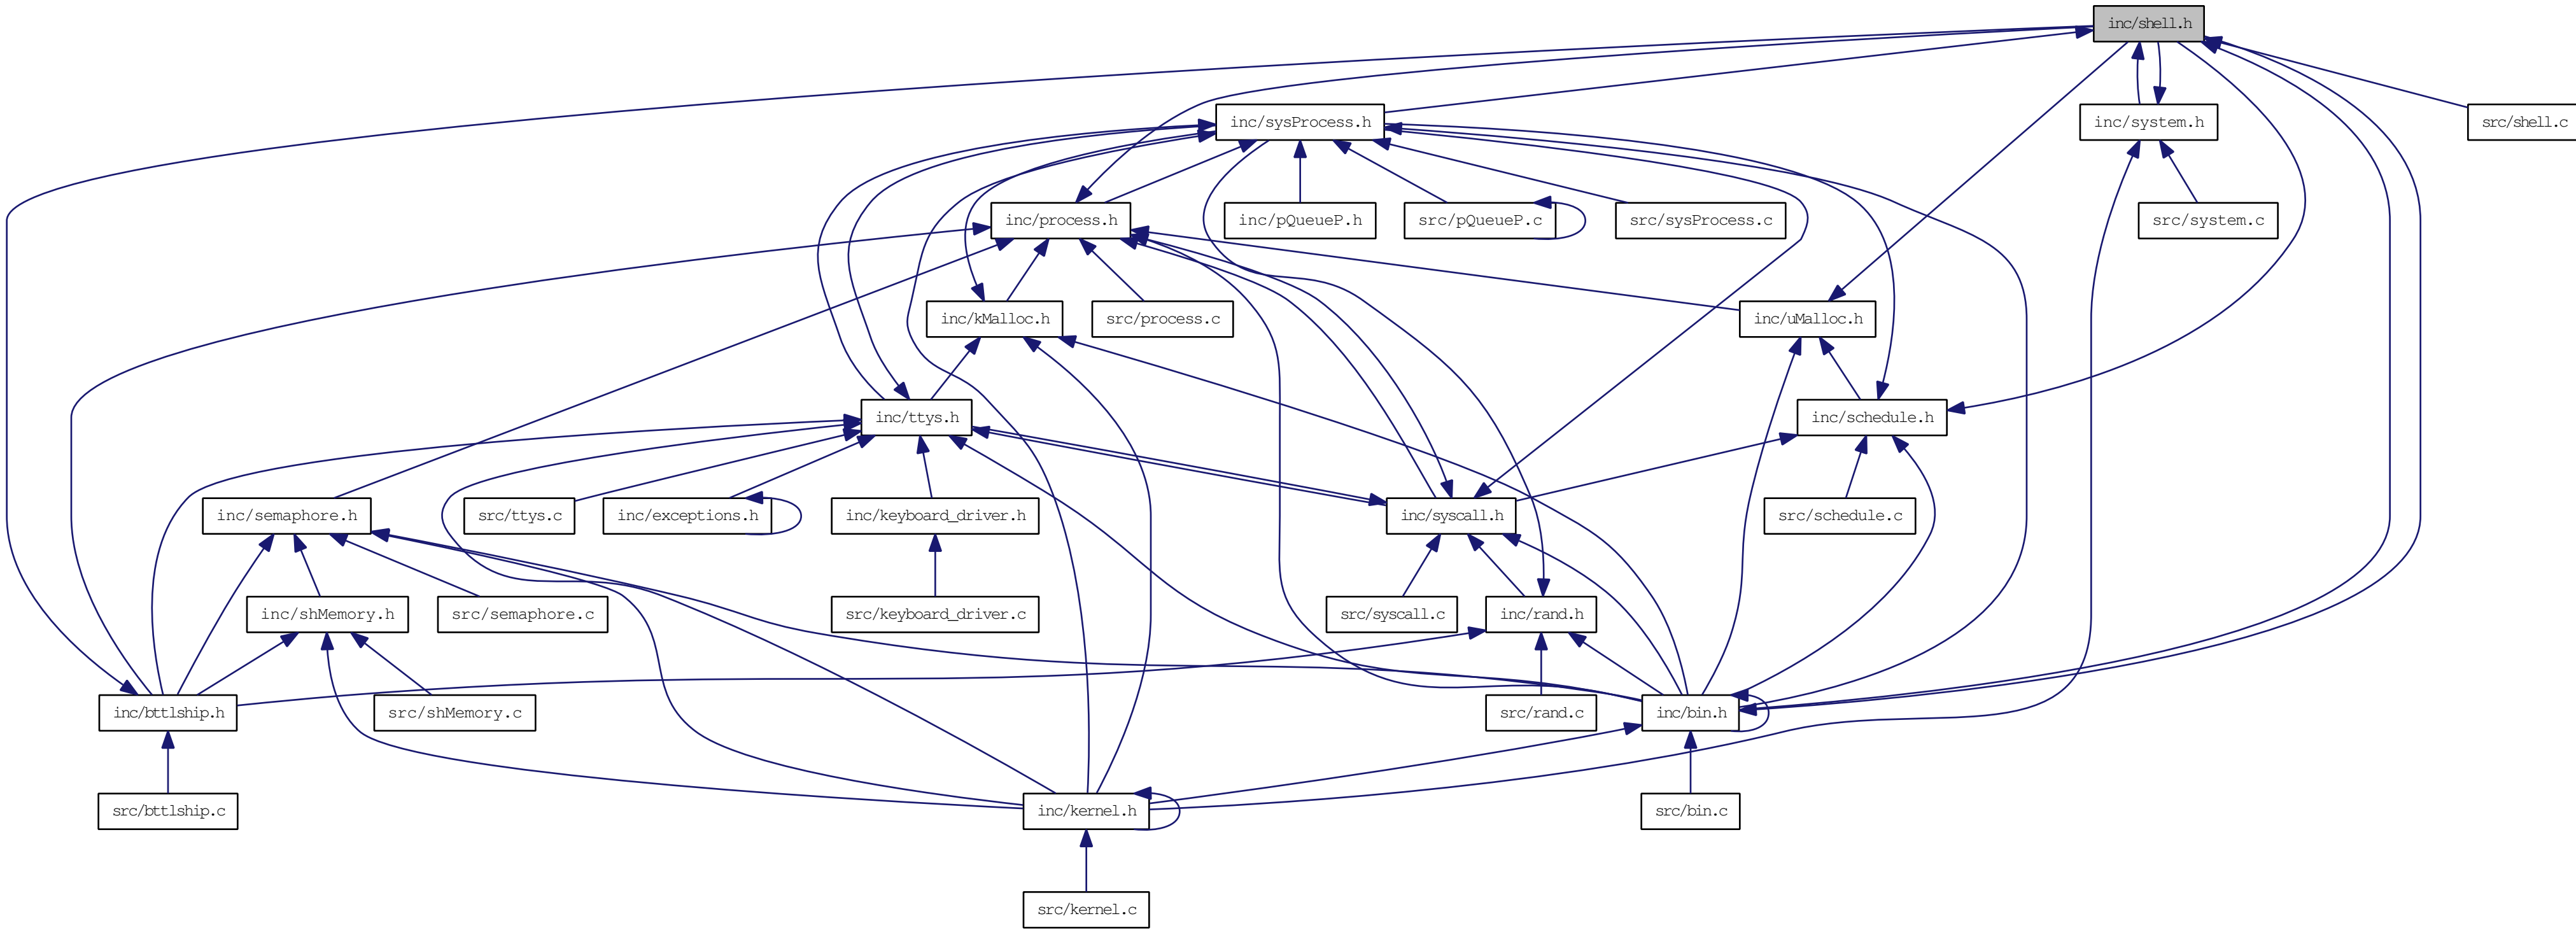 inc/shell.h
inc/sysProcess.h
inc/system.h
src/shell.c
inc/process.h
inc/pQueueP.h
src/pQueueP.c
src/sysProcess.c
src/system.c
inc/kMalloc.h
src/process.c
inc/uMalloc.h
inc/ttys.h
inc/schedule.h
inc/semaphore.h
src/ttys.c
inc/exceptions.h
inc/keyboard_driver.h
inc/syscall.h
src/schedule.c
inc/shMemory.h
src/semaphore.c
src/keyboard_driver.c
src/syscall.c
inc/rand.h
inc/bttlship.h
src/shMemory.c
src/rand.c
inc/bin.h
src/bttlship.c
inc/kernel.h
src/bin.c
src/kernel.c